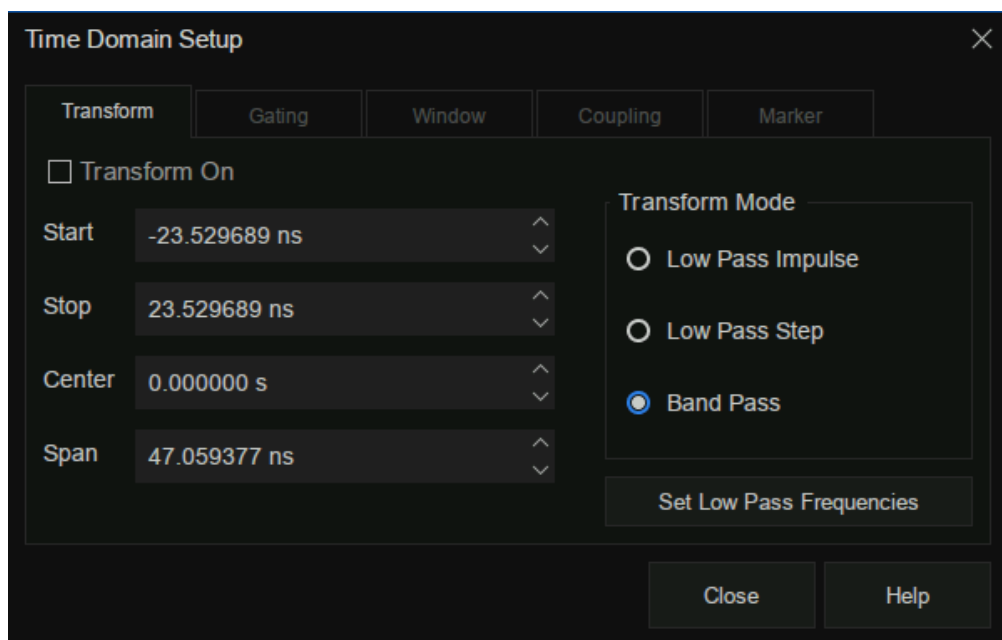 Time Domain Setup
Transform Gating Window Coupling Marker
Transform On
Start -23.529689 ns
Stop 23.529689 ns
Center 0.000000 s
Span 47.059377 ns
Transform Mode
Low Pass Impulse
Low Pass Step
Band Pass
Set Low Pass Frequencies
Close Help